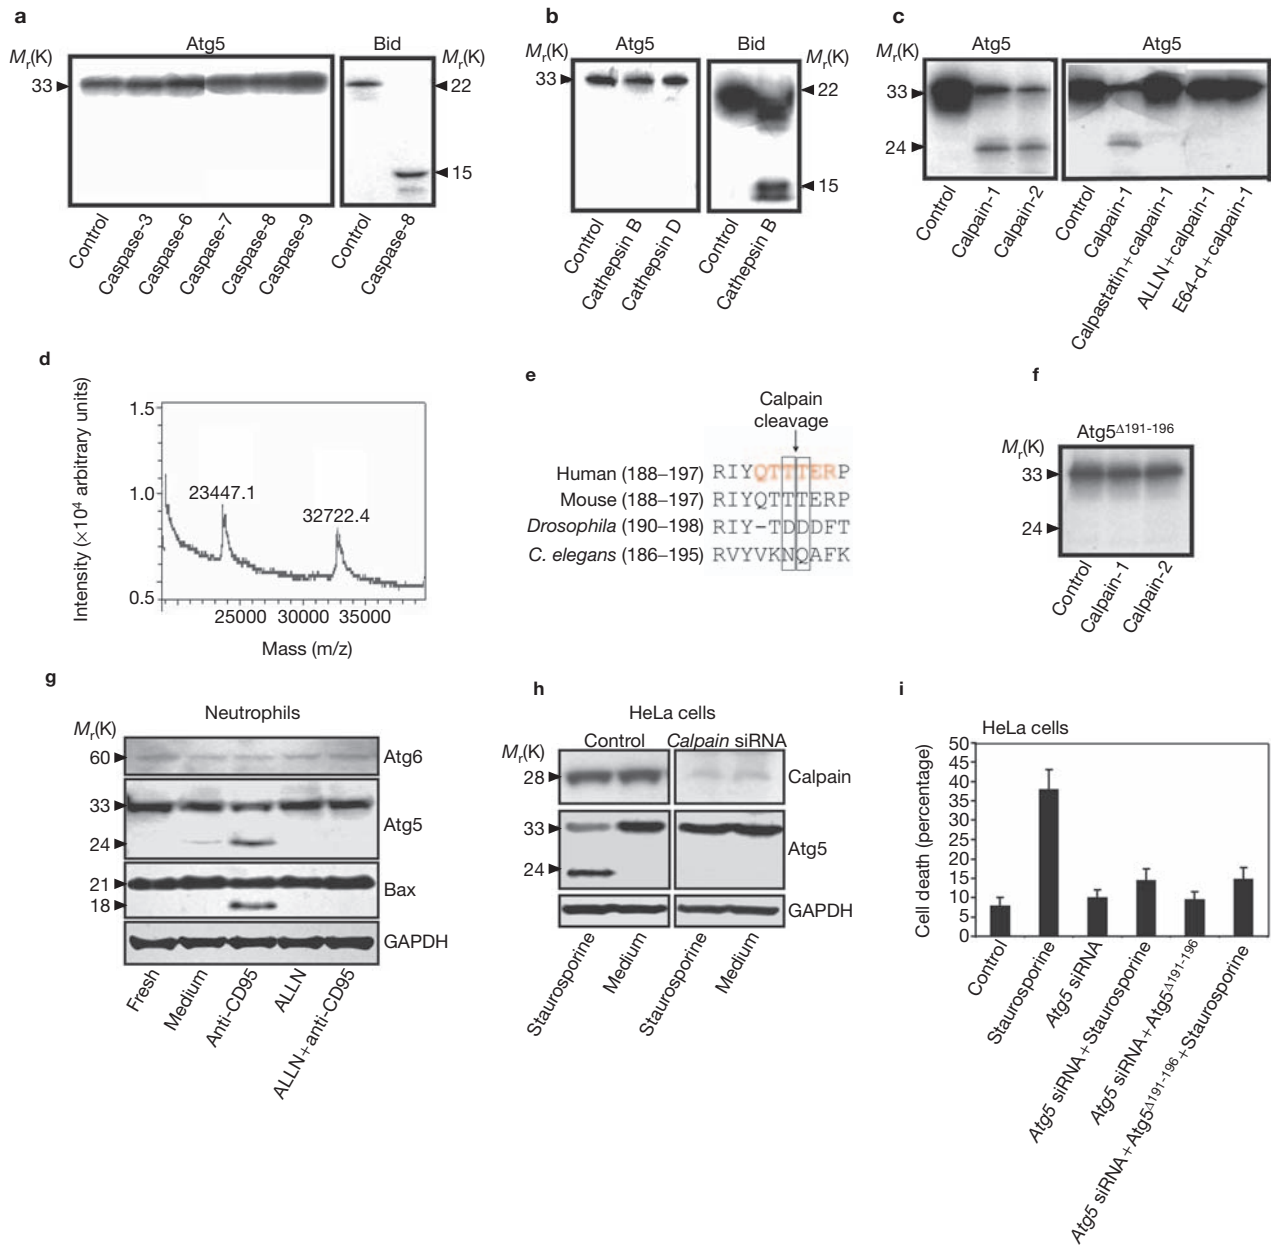 a
Atg5
Bid
Mr(K)
Mr(K)
33
22
15
Control
Caspase-3
Caspase-6
Caspase-7
Caspase-8
Caspase-9
Control
Caspase-8
b
Atg5
Bid
Mr(K)
Mr(K)
33
22
15
Control
Cathepsin B
Cathepsin D
Control
Cathepsin B
c
Mr(K)
Atg5
Atg5
33
24
Control
Calpain-1
Calpain-2
Control
Calpain-1
Calpastatin+calpain-1
ALLN+calpain-1
E64-d+calpain-1
d
Intensity (×10⁴ arbitrary units)
1.5
1.0
0.5
23447.1
32722.4
25000 30000 35000
Mass (m/z)
e
Calpain
cleavage
Human (188–197) RIYQTTTERP
Mouse (188–197) RIYQTTTERP
Drosophila (190–198) RIY-TDDDFT
C. elegans (186–195) RVYVKNQAFK
f
Atg5Δ191-196
Mr(K)
33
24
Control
Calpain-1
Calpain-2
g
Neutrophils
Mr(K)
60
Atg6
33
Atg5
24
21
Bax
18
GAPDH
Fresh
Medium
Anti-CD95
ALLN
ALLN+anti-CD95
h
HeLa cells
Control
Calpain siRNA
Mr(K)
28
Calpain
33
Atg5
24
GAPDH
Staurosporine
Medium
Staurosporine
Medium
i
HeLa cells
Cell death (percentage)
50
45
40
35
30
25
20
15
10
5
0
Control
Staurosporine
Atg5 siRNA
Atg5 siRNA+Staurosporine
Atg5 siRNA+Atg5Δ191-196
Atg5 siRNA+Atg5Δ191-196+Staurosporine